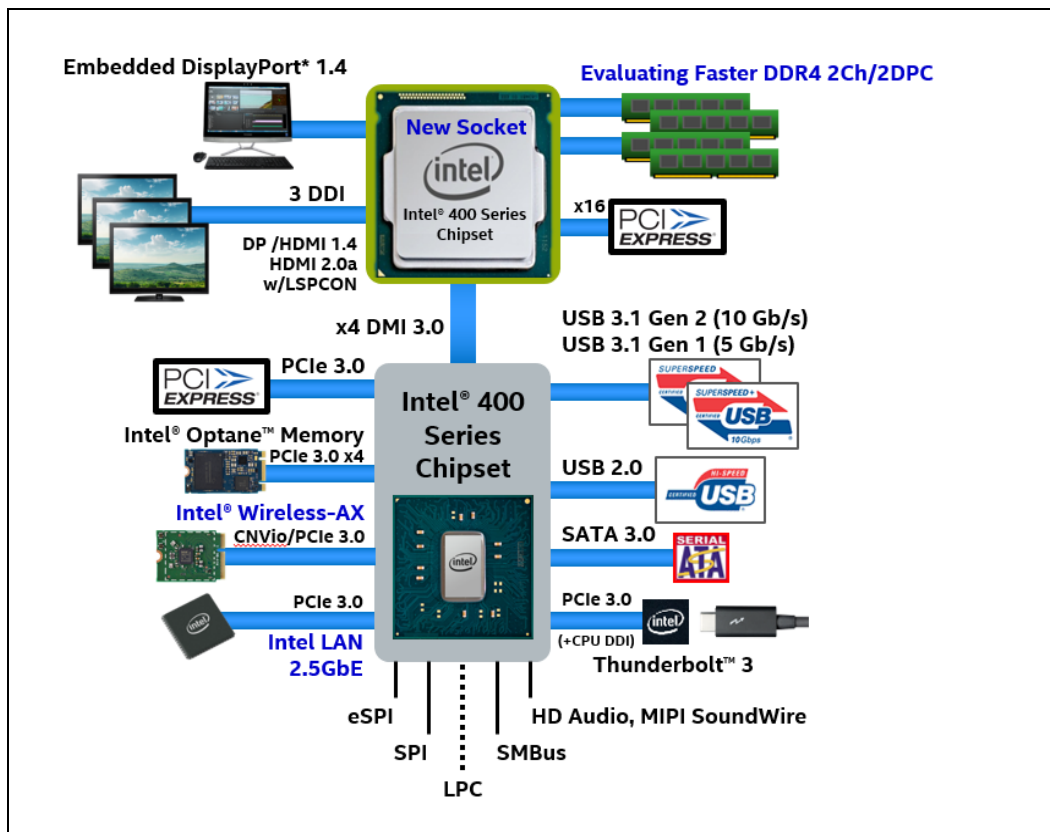 Embedded DisplayPort* 1.4
Evaluating Faster DDR4 2Ch/2DPC
New Socket
intel
Intel® 400 Series
Chipset
3 DDI
DP /HDMI 1.4
HDMI 2.0a
w/LSPCON
x16
PCI
EXPRESS®
x4 DMI 3.0
USB 3.1 Gen 2 (10 Gb/s)
USB 3.1 Gen 1 (5 Gb/s)
PCIe 3.0
PCI
EXPRESS®
SUPERSPEED
CERTIFIED
SUPERSPEED+
CERTIFIED USB
10Gbps
Intel® 400
Series
Chipset
intel
Intel® Optane™ Memory
PCIe 3.0 x4
USB 2.0
HI-SPEED
CERTIFIED USB
Intel® Wireless-AX
CNVio/PCIe 3.0
SATA 3.0
SERIAL
ATA
PCIe 3.0
intel
Intel LAN
2.5GbE
PCIe 3.0
(+CPU DDI)
intel
Thunderbolt™ 3
eSPI
SPI
LPC
SMBus
HD Audio, MIPI SoundWire